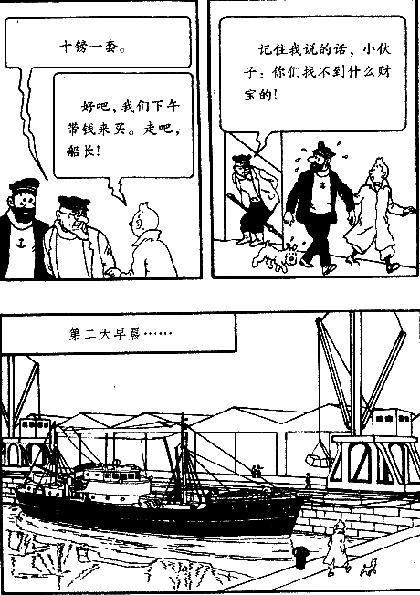 十镑一套。
好吧，我们下午
带钱来买。走吧，
船长！
记住我说的话，小伙
子：你们找不到什么财
宝的！
第二天早晨……